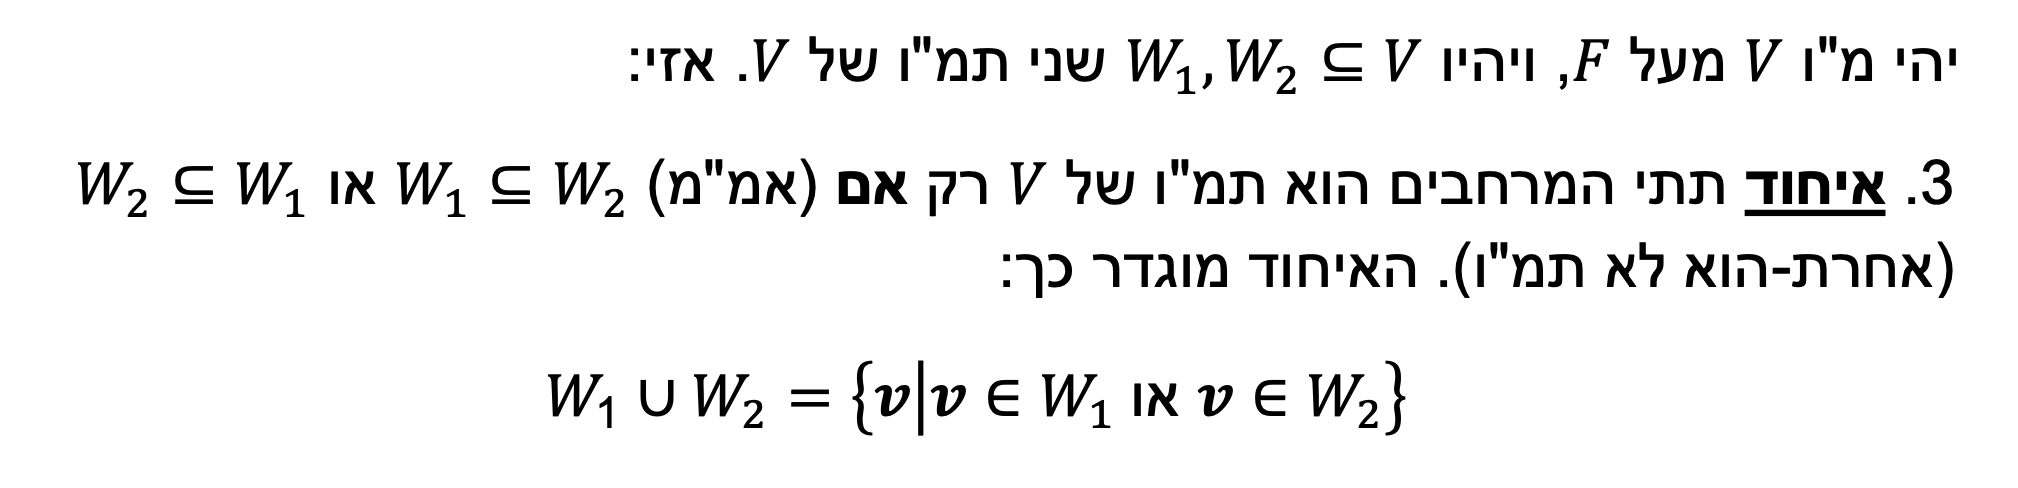 יהי מ"ו V מעל F, ויהיו W₁, W₂ ⊆ V שני תמ"ו של V. אזי:
3. איחוד תתי המרחבים הוא תמ"ו של V רק אם (אמ"מ) W₁ ⊆ W₂ או W₂ ⊆ W₁
(אחרת-הוא לא תמ"ו). האיחוד מוגדר כך:
W₁ ∪ W₂ = {v|v ∈ W₁ או v ∈ W₂}